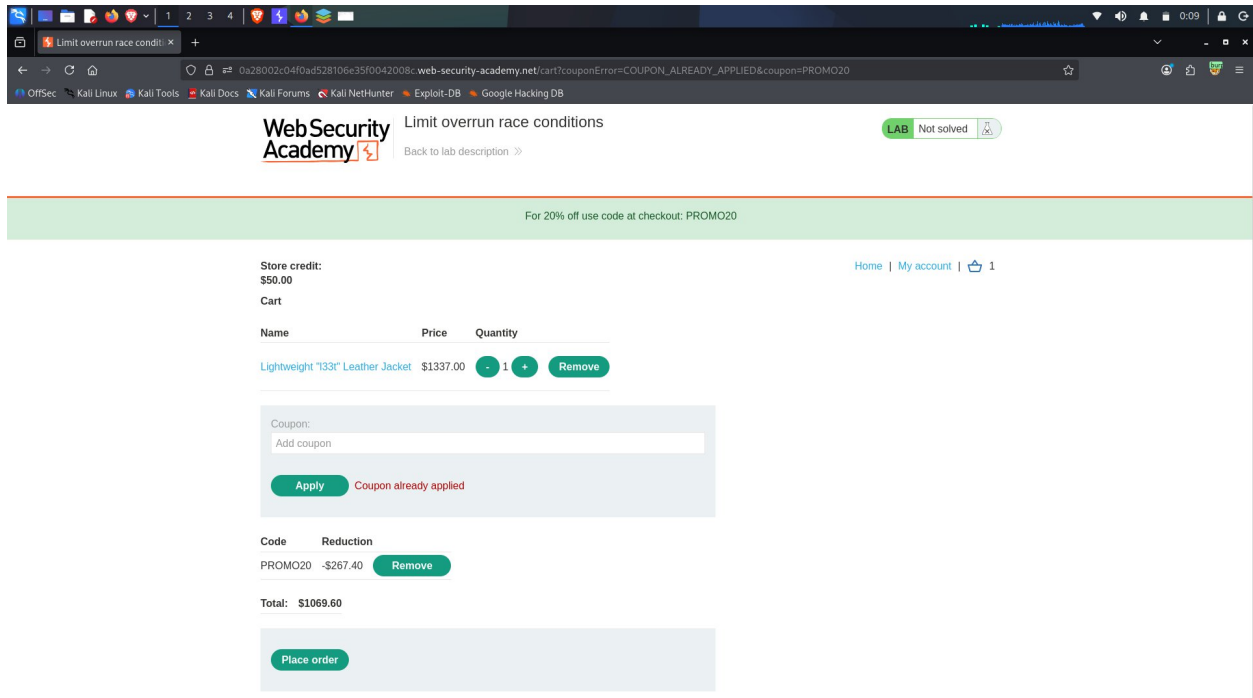 1 2 3 4 0:09
Limit overrun race conditi
0a28002c04f0ad528106e35f0042008c.web-security-academy.net/cart?couponError=COUPON_ALREADY_APPLIED&coupon=PROMO20
OffSec Kali Linux Kali Tools Kali Docs Kali Forums Kali NetHunter Exploit-DB Google Hacking DB
WebSecurity Academy
Limit overrun race conditions
Back to lab description
LAB Not solved
For 20% off use code at checkout: PROMO20
Store credit:
$50.00
Home | My account | 1
Cart
Name Price Quantity
Lightweight "l33t" Leather Jacket $1337.00 - 1 + Remove
Coupon:
Add coupon
Apply Coupon already applied
Code Reduction
PROMO20 -$267.40 Remove
Total: $1069.60
Place order